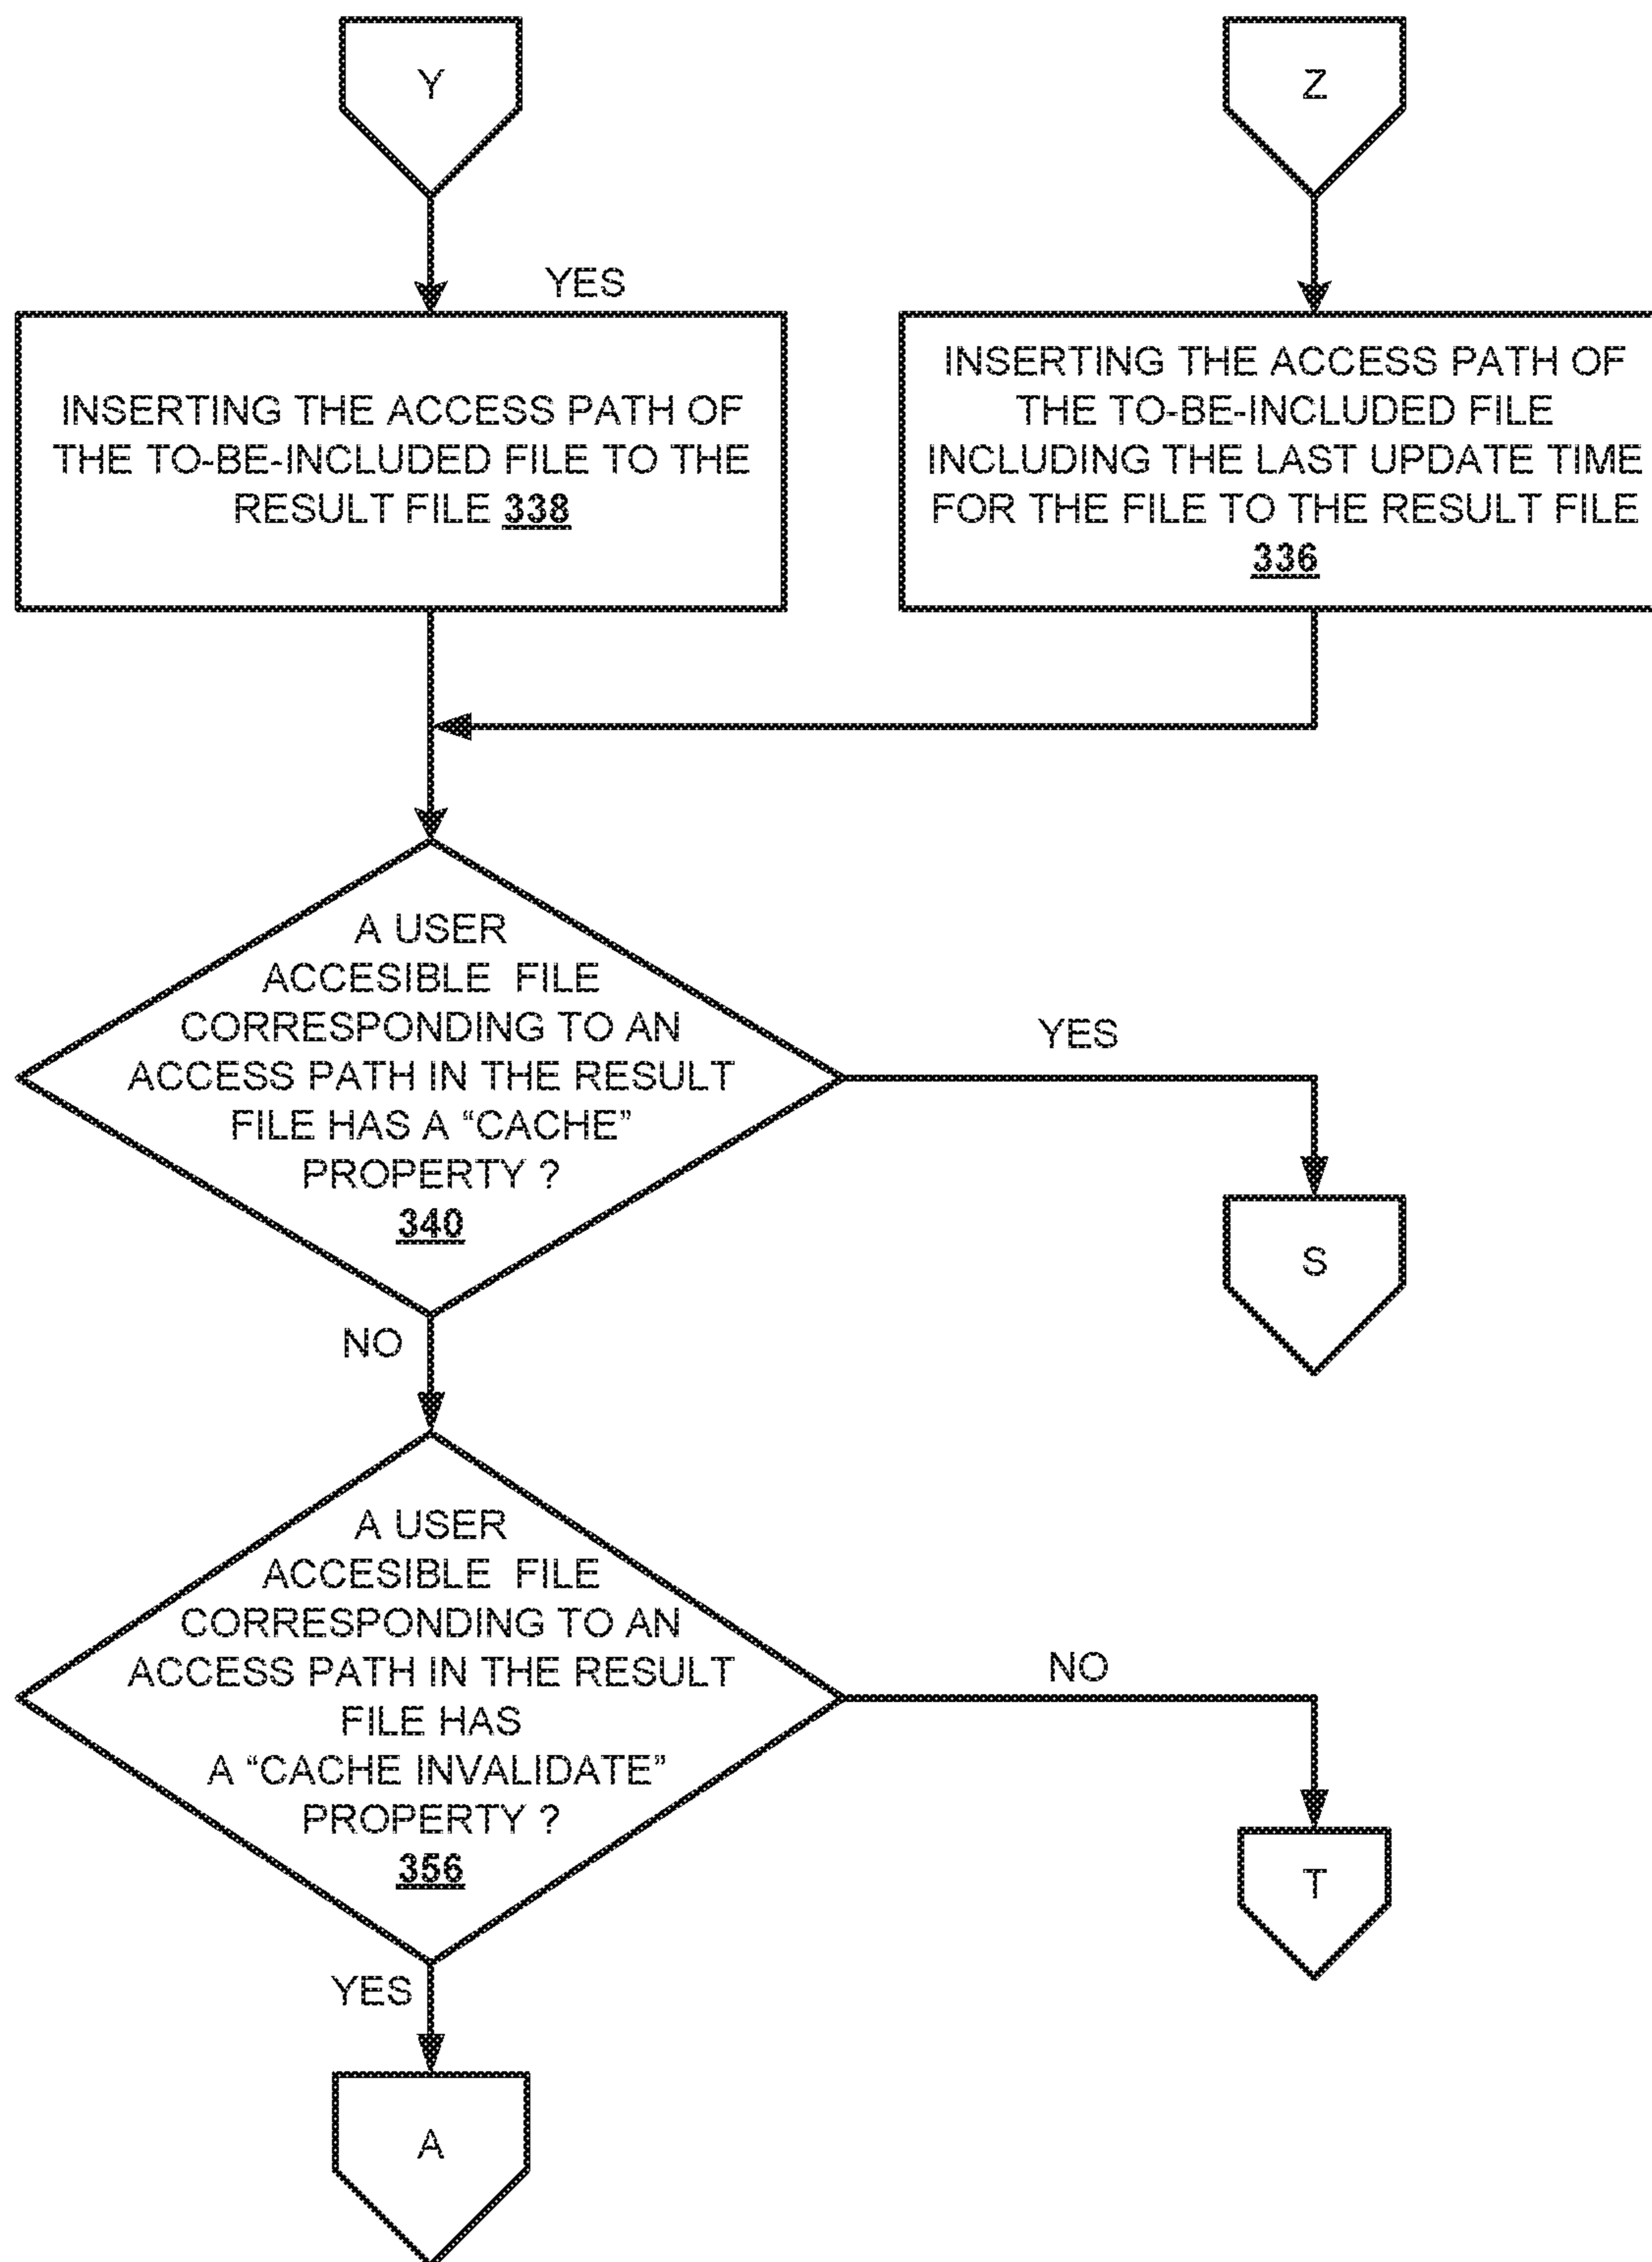 Y
Z
YES
INSERTING THE ACCESS PATH OF
THE TO-BE-INCLUDED FILE TO THE
RESULT FILE 338
INSERTING THE ACCESS PATH OF
THE TO-BE-INCLUDED FILE
INCLUDING THE LAST UPDATE TIME
FOR THE FILE TO THE RESULT FILE
336
A USER
ACCESIBLE FILE
CORRESPONDING TO AN
ACCESS PATH IN THE RESULT
FILE HAS A “CACHE”
PROPERTY ?
340
YES
S
NO
A USER
ACCESIBLE FILE
CORRESPONDING TO AN
ACCESS PATH IN THE RESULT
FILE HAS
A “CACHE INVALIDATE”
PROPERTY ?
356
NO
T
YES
A